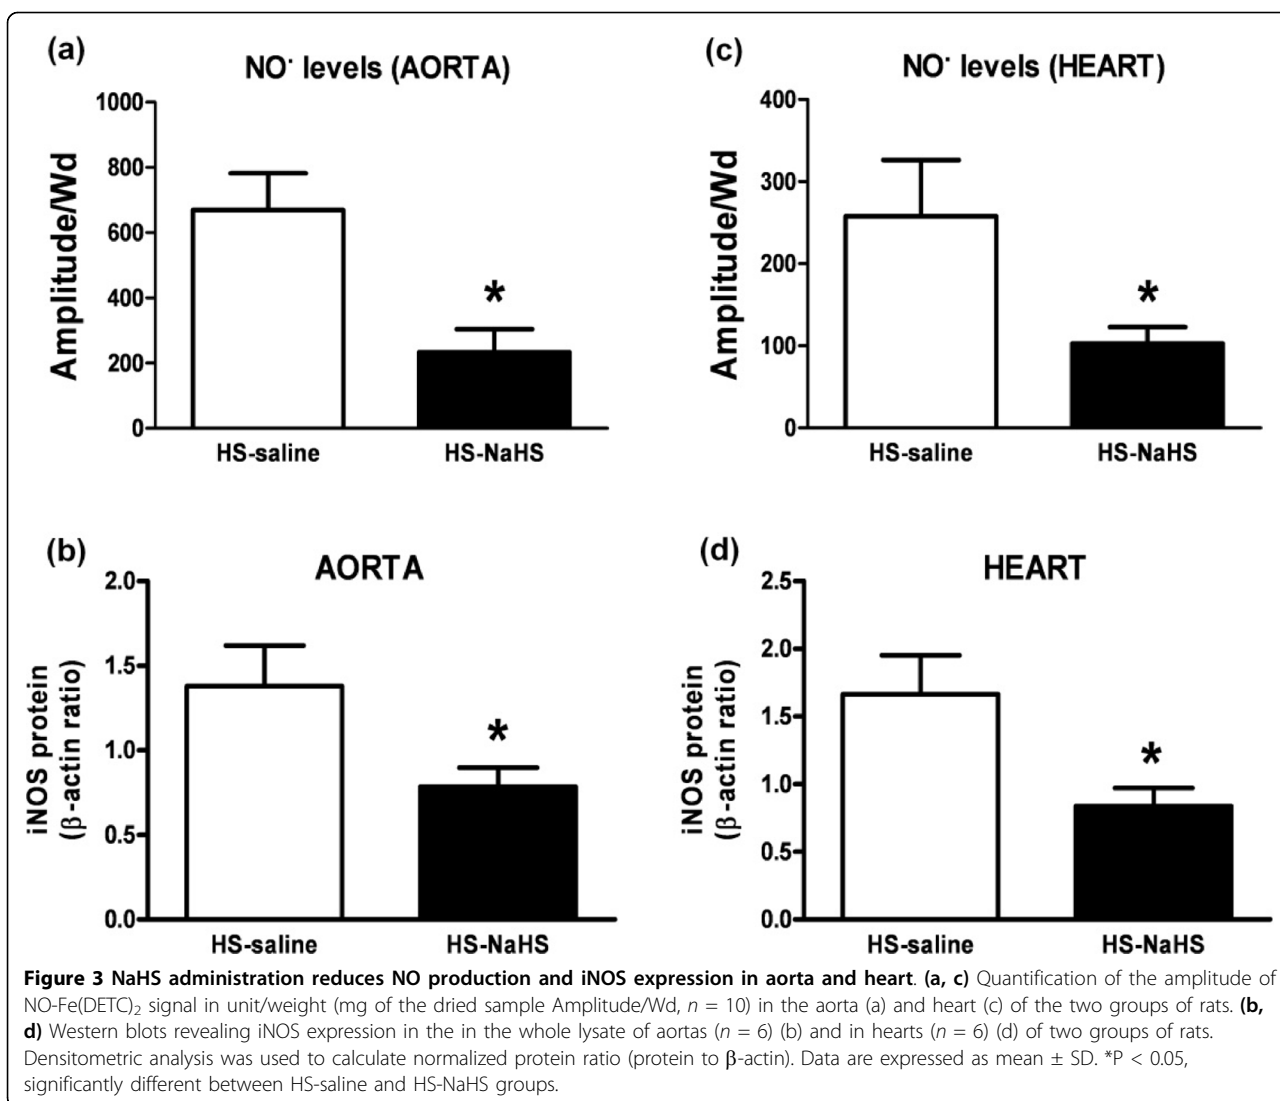 (a)
NO· levels (AORTA)
1000
800
600
400
200
0
Amplitude/Wd
*
HS-saline
HS-NaHS
(c)
NO· levels (HEART)
400
300
200
100
0
Amplitude/Wd
*
HS-saline
HS-NaHS
(b)
AORTA
2.0
1.5
1.0
0.5
0.0
iNOS protein
(β-actin ratio)
*
HS-saline
HS-NaHS
(d)
HEART
2.5
2.0
1.5
1.0
0.5
0.0
iNOS protein
(β-actin ratio)
*
HS-saline
HS-NaHS
Figure 3 NaHS administration reduces NO production and iNOS expression in aorta and heart. (a, c) Quantification of the amplitude of
NO-Fe(DETC)₂ signal in unit/weight (mg of the dried sample Amplitude/Wd, n = 10) in the aorta (a) and heart (c) of the two groups of rats. (b,
d) Western blots revealing iNOS expression in the in the whole lysate of aortas (n = 6) (b) and in hearts (n = 6) (d) of two groups of rats.
Densitometric analysis was used to calculate normalized protein ratio (protein to β-actin). Data are expressed as mean ± SD. *P < 0.05,
significantly different between HS-saline and HS-NaHS groups.